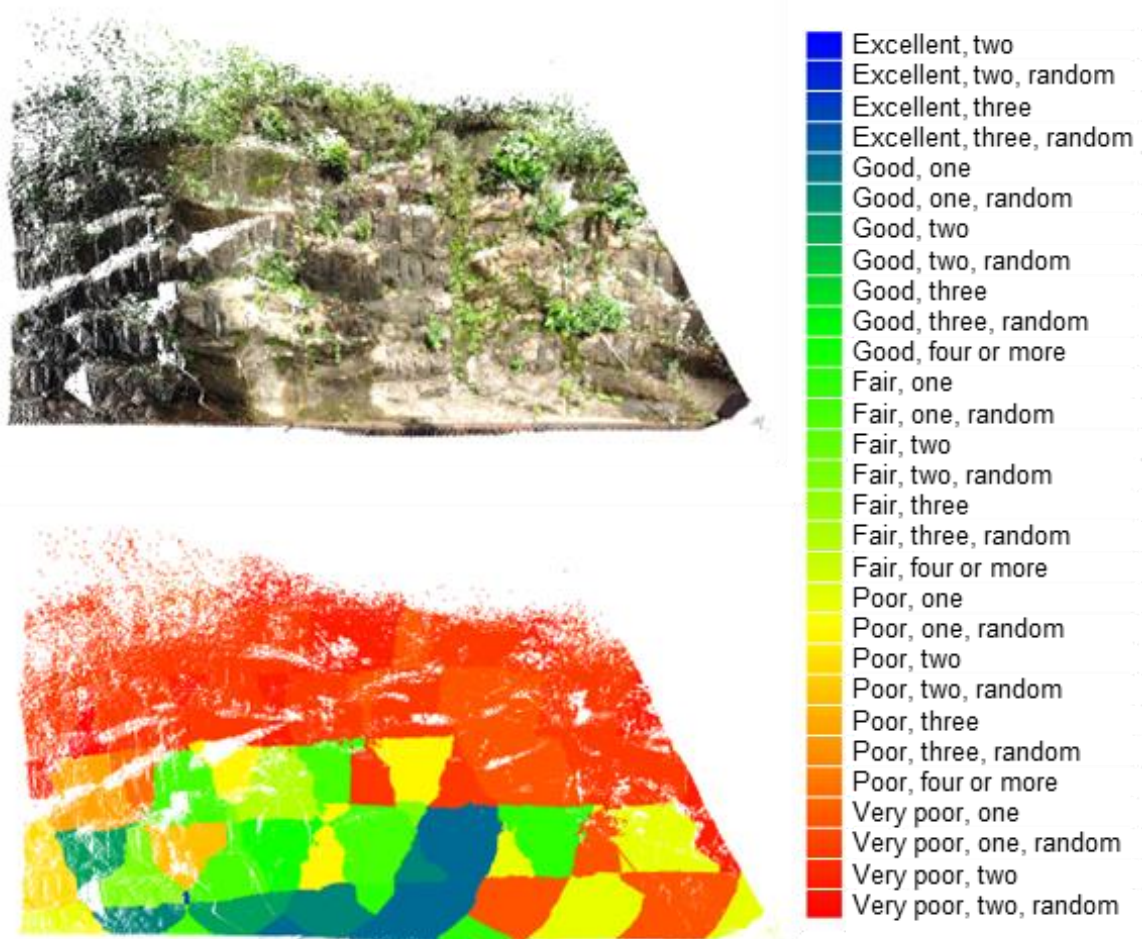 Excellent, two
Excellent, two, random
Excellent, three
Excellent, three, random
Good, one
Good, one, random
Good, two
Good, two, random
Good, three
Good, three, random
Good, four or more
Fair, one
Fair, one, random
Fair, two
Fair, two, random
Fair, three
Fair, three, random
Fair, four or more
Poor, one
Poor, one, random
Poor, two
Poor, two, random
Poor, three
Poor, three, random
Poor, four or more
Very poor, one
Very poor, one, random
Very poor, two
Very poor, two, random